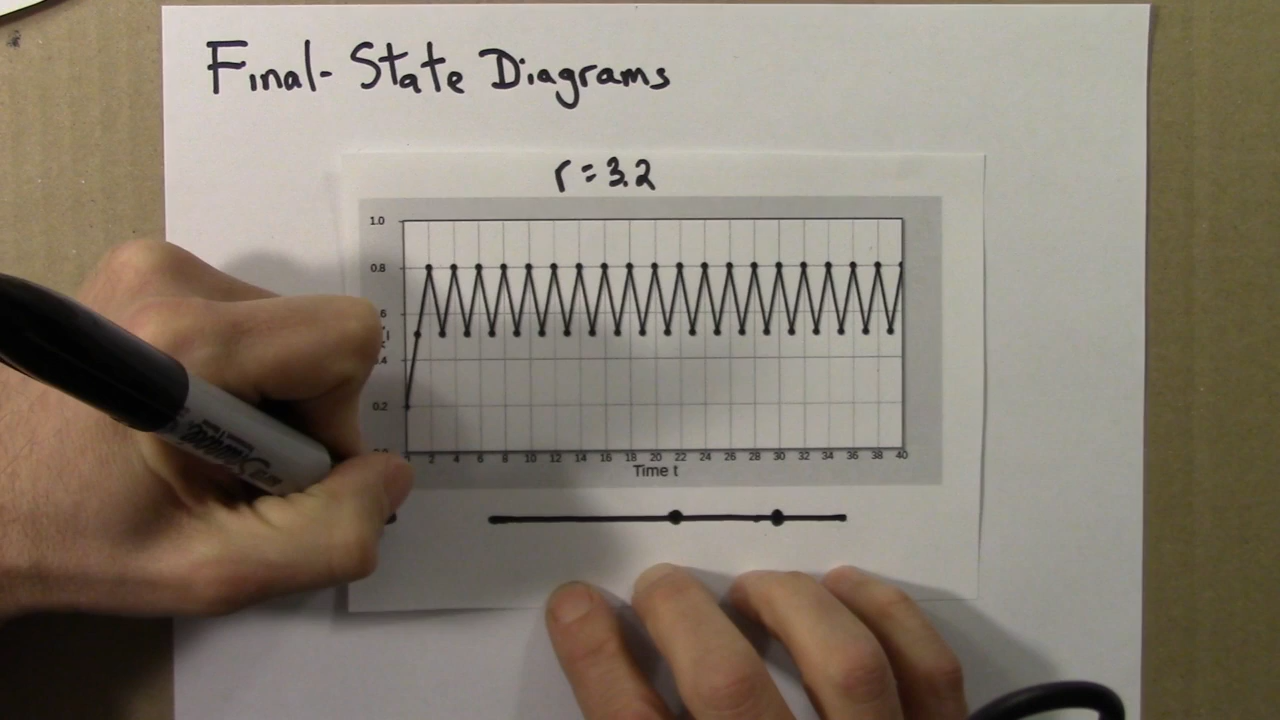 Final-State Diagrams
r=3.2
1.0
0.8
0.2
2 4 6 8 10 12 14 16 18 20 22 24 26 28 30 32 34 36 38 40
Time t
Sharpie